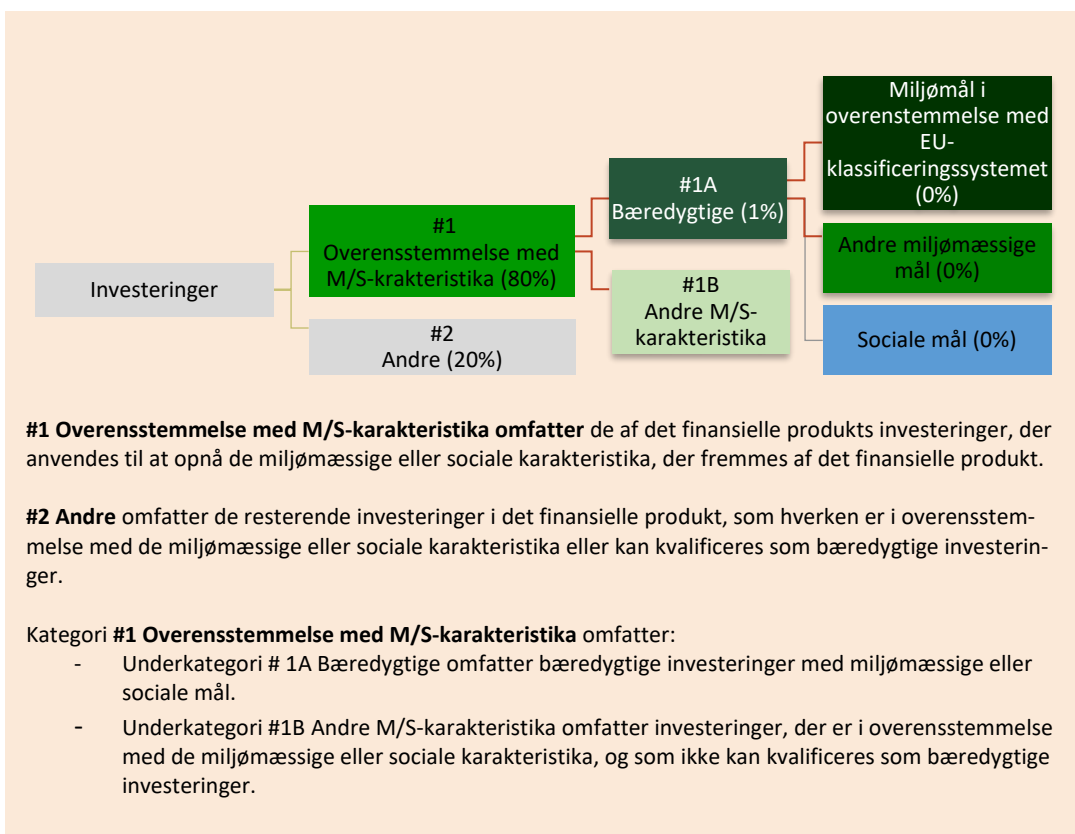 Investeringer
#1
Overensstemmelse med
M/S-krakteristika (80%)
#2
Andre (20%)
#1A
Bæredygtige (1%)
#1B
Andre M/S-
karakteristika
Miljømål i
overenstemmelse med
EU-
klassificeringssystemet
(0%)
Andre miljømæssige
mål (0%)
Sociale mål (0%)
#1 Overensstemmelse med M/S-karakteristika omfatter de af det finansielle produkts investeringer, der
anvendes til at opnå de miljømæssige eller sociale karakteristika, der fremmes af det finansielle produkt.
#2 Andre omfatter de resterende investeringer i det finansielle produkt, som hverken er i overensstem-
melse med de miljømæssige eller sociale karakteristika eller kan kvalificeres som bæredygtige investerin-
ger.
Kategori #1 Overensstemmelse med M/S-karakteristika omfatter:
- Underkategori # 1A Bæredygtige omfatter bæredygtige investeringer med miljømæssige eller
sociale mål.
- Underkategori #1B Andre M/S-karakteristika omfatter investeringer, der er i overensstemmelse
med de miljømæssige eller sociale karakteristika, og som ikke kan kvalificeres som bæredygtige
investeringer.